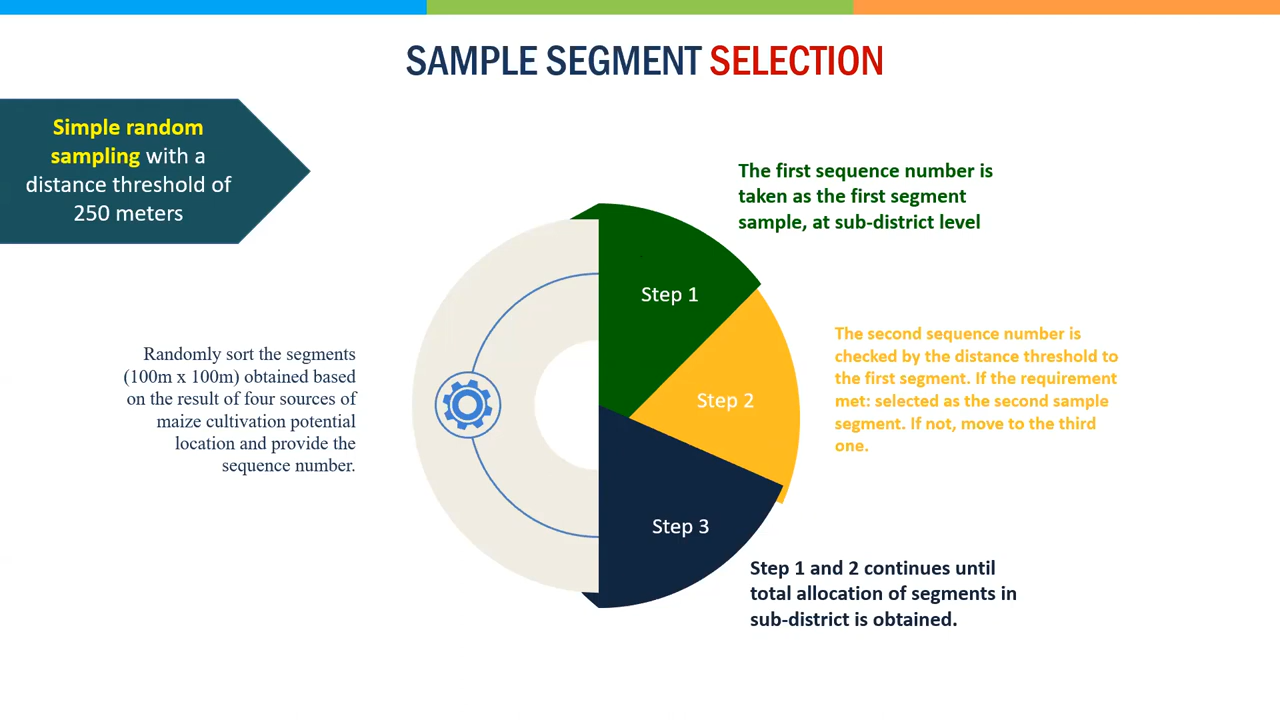 SAMPLE SEGMENT SELECTION
Simple random
sampling with a
distance threshold of
250 meters
Randomly sort the segments
(100m x 100m) obtained based
on the result of four sources of
maize cultivation potential
location and provide the
sequence number.
Step 1
The first sequence number is
taken as the first segment
sample, at sub-district level
Step 2
The second sequence number is
checked by the distance threshold to
the first segment. If the requirement
met: selected as the second sample
segment. If not, move to the third
one.
Step 3
Step 1 and 2 continues until
total allocation of segments in
sub-district is obtained.